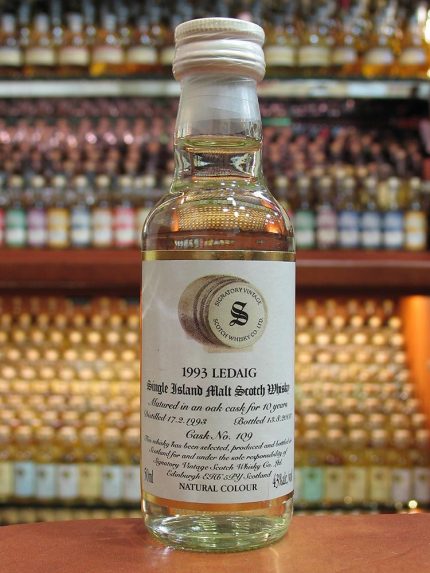 SIGNATORY VINTAGE
SCOTCH WHISKY CO. LTD.
S
1993 LEDAIG
Single Island Malt Scotch Whisky
Matured in an oak cask for 10 years
Distilled 17.2.1993 Bottled 13.8.
Cask No. 109
This whisky has been selected, produced and bottled in
Scotland for and under the sole responsibility of
Signatory Vintage Scotch Whisky Co. Ltd.
Edinburgh EH6 5PY Scotland
NATURAL COLOUR
43%